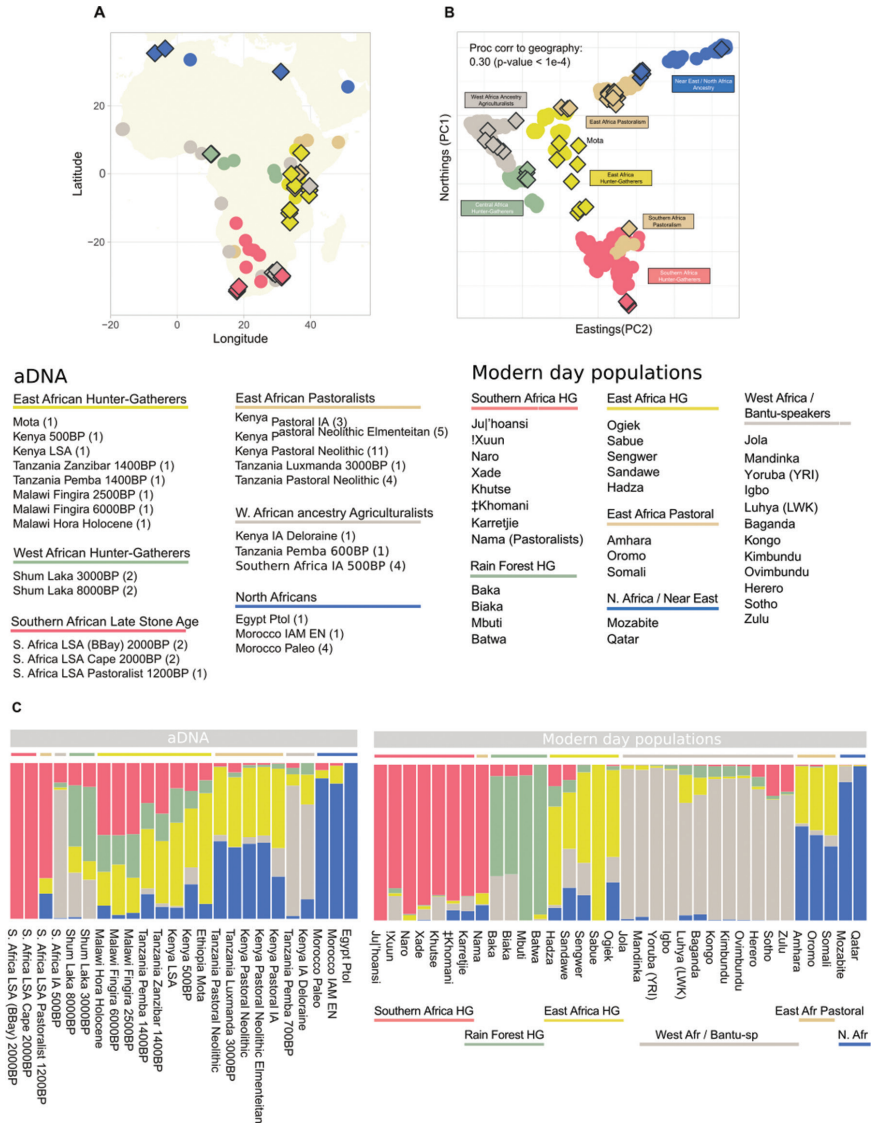 A
B
Latitude
20
0
−20
−20
0
20
40
Longitude
Northings (PC1)
Proc corr to geography:
0.30 (p-value < 1e-4)
Near East / North Africa
Ancestry
West Africa Ancestry
Agriculturalists
East Africa Pastoralism
Mota
East Africa
Hunter-Gatherers
Central Africa
Hunter-Gatherers
Southern Africa
Pastoralism
Southern Africa
Hunter-Gatherers
Eastings(PC2)
aDNA
East African Hunter-Gatherers
Mota (1)
Kenya 500BP (1)
Kenya LSA (1)
Tanzania Zanzibar 1400BP (1)
Tanzania Pemba 1400BP (1)
Malawi Fingira 2500BP (1)
Malawi Fingira 6000BP (1)
Malawi Hora Holocene (1)
West African Hunter-Gatherers
Shum Laka 3000BP (2)
Shum Laka 8000BP (2)
Southern African Late Stone Age
S. Africa LSA (BBay) 2000BP (2)
S. Africa LSA Cape 2000BP (2)
S. Africa LSA Pastoralist 1200BP (1)
East African Pastoralists
Kenya Pastoral IA (3)
Kenya Pastoral Neolithic Elmenteitan (5)
Kenya Pastoral Neolithic (11)
Tanzania Luxmanda 3000BP (1)
Tanzania Pastoral Neolithic (4)
W. African ancestry Agriculturalists
Kenya IA Deloraine (1)
Tanzania Pemba 600BP (1)
Southern Africa IA 500BP (4)
North Africans
Egypt Ptol (1)
Morocco IAM EN (1)
Morocco Paleo (4)
Modern day populations
Southern Africa HG
Ju|'hoansi
!Xuun
Naro
Xade
Khutse
‡Khomani
Karretjie
Nama (Pastoralists)
Rain Forest HG
Baka
Biaka
Mbuti
Batwa
East Africa HG
Ogiek
Sabue
Sengwer
Sandawe
Hadza
East Africa Pastoral
Amhara
Oromo
Somali
N. Africa / Near East
Mozabite
Qatar
West Africa /
Bantu-speakers
Jola
Mandinka
Yoruba (YRI)
Igbo
Luhya (LWK)
Baganda
Kongo
Kimbundu
Ovimbundu
Herero
Sotho
Zulu
C
aDNA
S. Africa LSA (BBay) 2000BP
S. Africa LSA Cape 2000BP
S. Africa LSA Pastoralist 1200BP
S. Africa IA 500BP
Shum Laka 8000BP
Shum Laka 3000BP
Malawi Hora Holocene
Malawi Fingira 6000BP
Malawi Fingira 2500BP
Tanzania Pemba 1400BP
Tanzania Zanzibar 1400BP
Kenya LSA
Kenya 500BP
Ethiopia Mota
Tanzania Pastoral Neolithic
Tanzania Luxmanda 3000BP
Kenya Pastoral Neolithic
Kenya Pastoral Neolithic Elmenteitan
Kenya Pastoral IA
Tanzania Pemba 700BP
Kenya IA Deloraine
Morocco Paleo
Morocco IAM EN
Egypt Ptol
Modern day populations
Ju|'hoansi
!Xuun
Naro
Xade
Khutse
‡Khomani
Karretjie
Nama
Baka
Biaka
Mbuti
Batwa
Hadza
Sandawe
Sengwer
Sabue
Ogiek
Jola
Mandinka
Yoruba (YRI)
Igbo
Luhya (LWK)
Baganda
Kongo
Kimbundu
Ovimbundu
Herero
Sotho
Zulu
Amhara
Oromo
Somali
Mozabite
Qatar
Southern Africa HG
East Africa HG
East Afr Pastoral
Rain Forest HG
West Afr / Bantu-sp
N. Afr